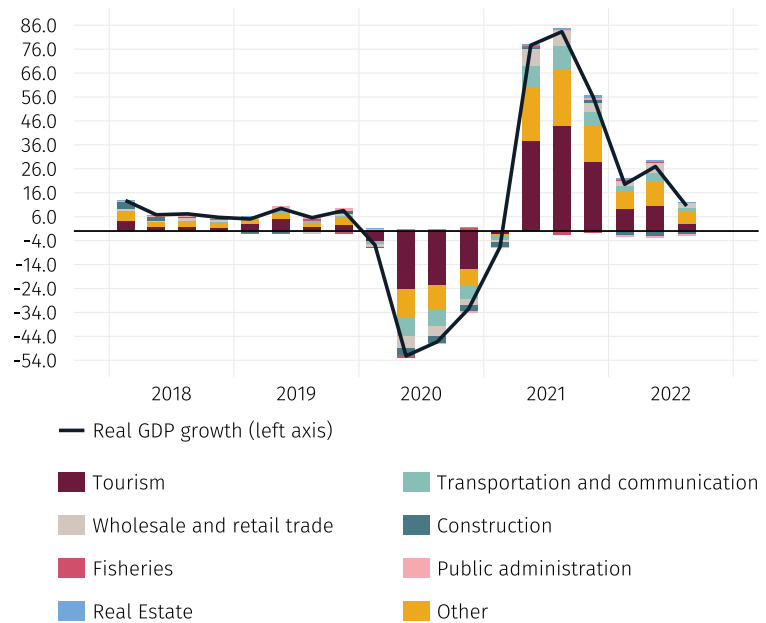 86.0
76.0
66.0
56.0
46.0
36.0
26.0
16.0
6.0
-4.0
-14.0
-24.0
-34.0
-44.0
-54.0
2018 2019 2020 2021 2022
Real GDP growth (left axis)
Tourism Transportation and communication
Wholesale and retail trade Construction
Fisheries Public administration
Real Estate Other